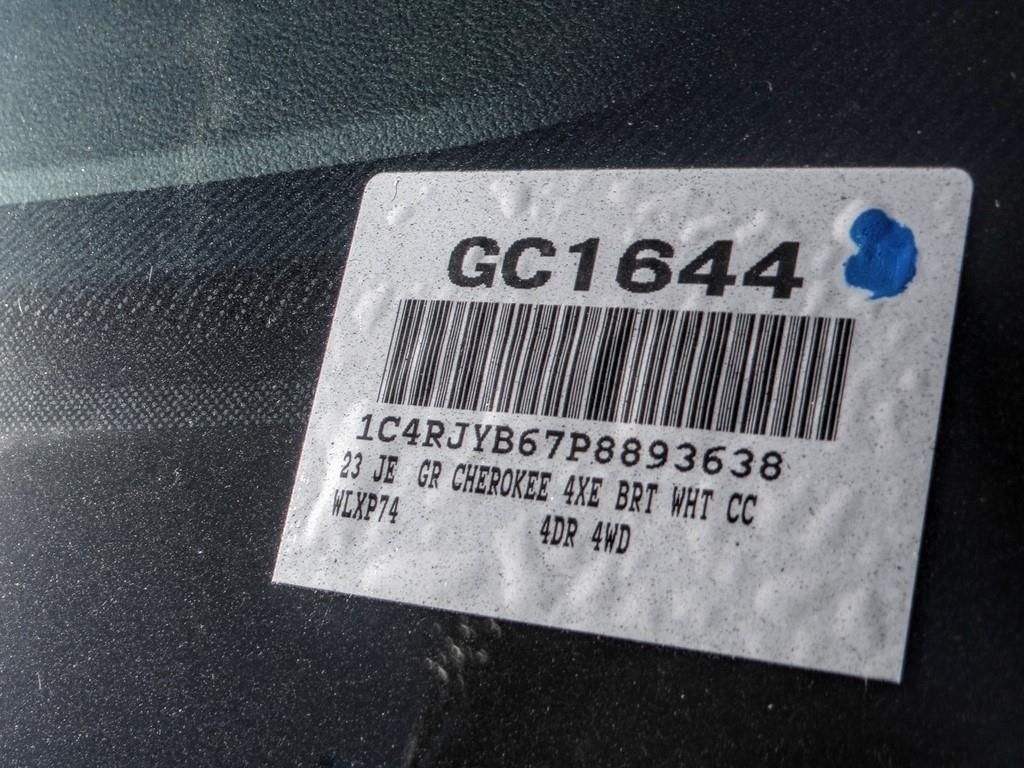 GC1644
1C4RJYB67P8893638
23 JE GR CHEROKEE 4XE BRT WHT CC
WLXP74 4DR 4WD